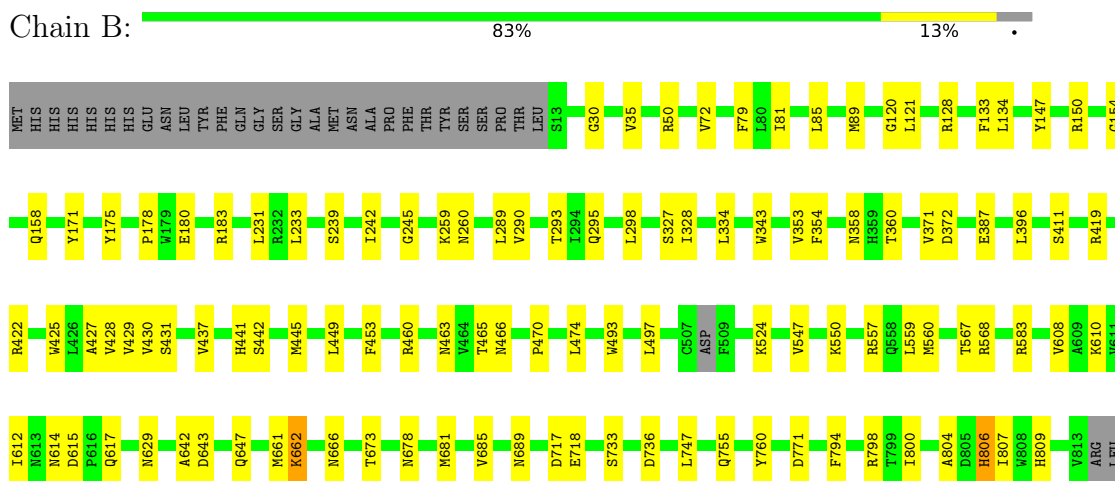 Chain B:
83% 13% •
MET HIS HIS HIS HIS HIS HIS GLU ASN LEU TYR PHE GLN GLY SER GLY ALA MET ASN ALA PRO PHE THR TYR SER SER PRO THR LEU S13 G30 V35 R50 V72 F79 L80 I81 L85 M89 G120 L121 R128 F133 L134 Y147 R150
Q158 Y171 Y175 P178 W179 E180 R183 L231 R232 L233 S239 I242 G245 K259 N260 L289 V290 T293 I294 Q295 L298 S327 I328 L334 W343 V353 F354 N358 H359 T360 V371 D372 E387 L396 S411 R419
R422 W425 L426 A427 V428 V429 V430 S431 V437 H441 S442 M445 L449 F453 R460 N463 V464 T465 N466 P470 L474 W493 L497 C507 ASP F509 K524 V547 K550 R557 Q558 L559 M560 T567 R568 R583 V608 A609 K610 V611
I612 N613 N614 D615 P616 Q617 N629 A642 D643 Q647 M661 K662 N666 T673 N678 M681 V685 N689 D717 E718 S733 D736 L747 Q755 Y760 D771 F794 R798 T799 I800 A804 D805 H806 I807 W808 H809 V813 ARG LEU